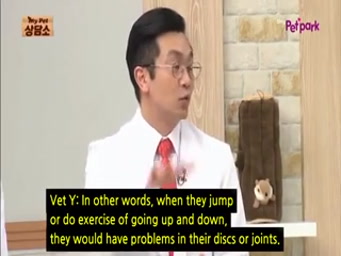 My Pet
상담소
Petpark
Vet Y: In other words, when they jump
or do exercise of going up and down,
they would have problems in their discs or joints.